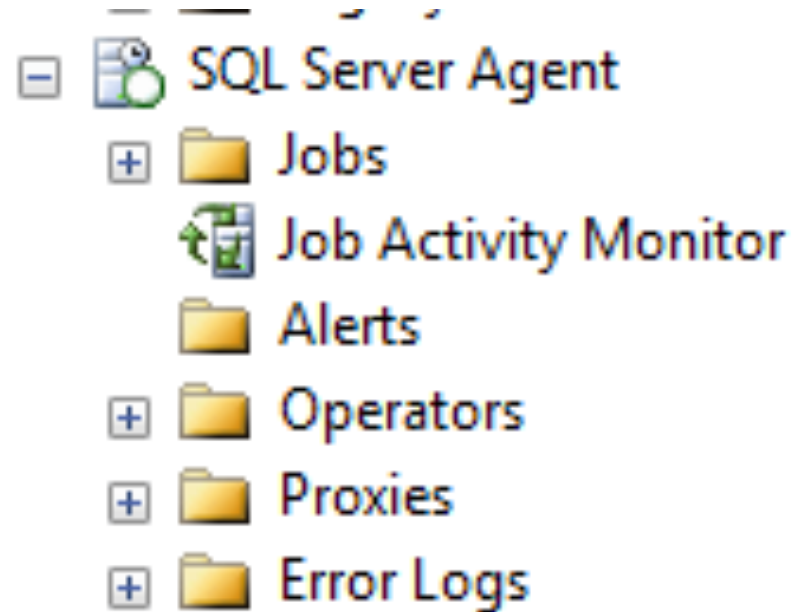 SQL Server Agent
Jobs
Job Activity Monitor
Alerts
Operators
Proxies
Error Logs